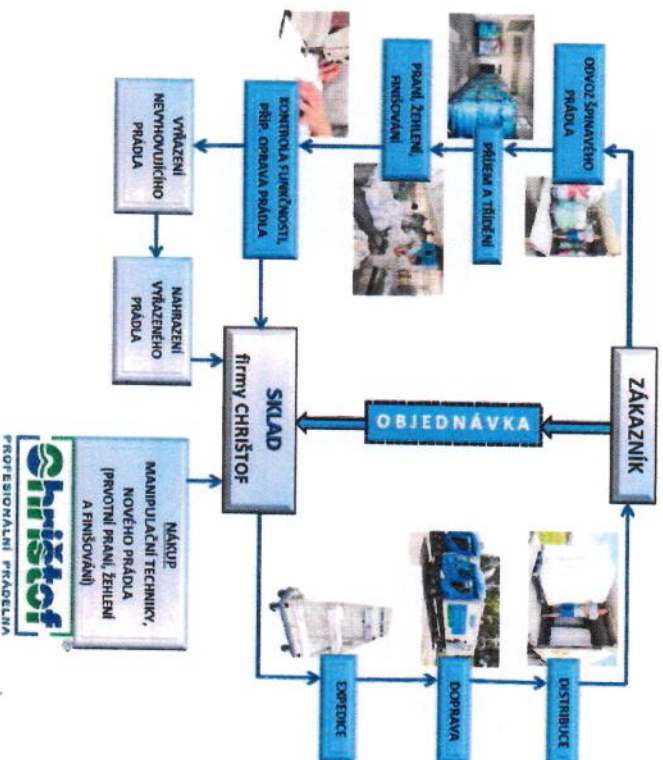 ZÁKAZNÍK
ODVOZ ŠPINAVÉHO
PRÁDLA
PŘÍJEM A TŘÍDĚNÍ
PRANÍ, ŽEHLENÍ,
FINIŠOVÁNÍ
KONTROLA FUNKČNOSTI,
PŘÍP. OPRAVA PRÁDLA
VYŘAZENÍ
NEVYHOVUJÍCÍHO
PRÁDLA
NAHRAZENÍ
VYŘAZENÉHO
PRÁDLA
OBJEDNÁVKA
SKLAD
firmy CHRIŠTOF
DISTRIBUCE
DOPRAVA
EXPEDICE
NÁKUP
MANIPULAČNÍ TECHNIKY,
NOVÉHO PRÁDLA
(PRVOTNÍ PRANÍ, ŽEHLENÍ
A FINIŠOVÁNÍ)
Chrištof
PROFESIONÁLNÍ PRÁDELNA